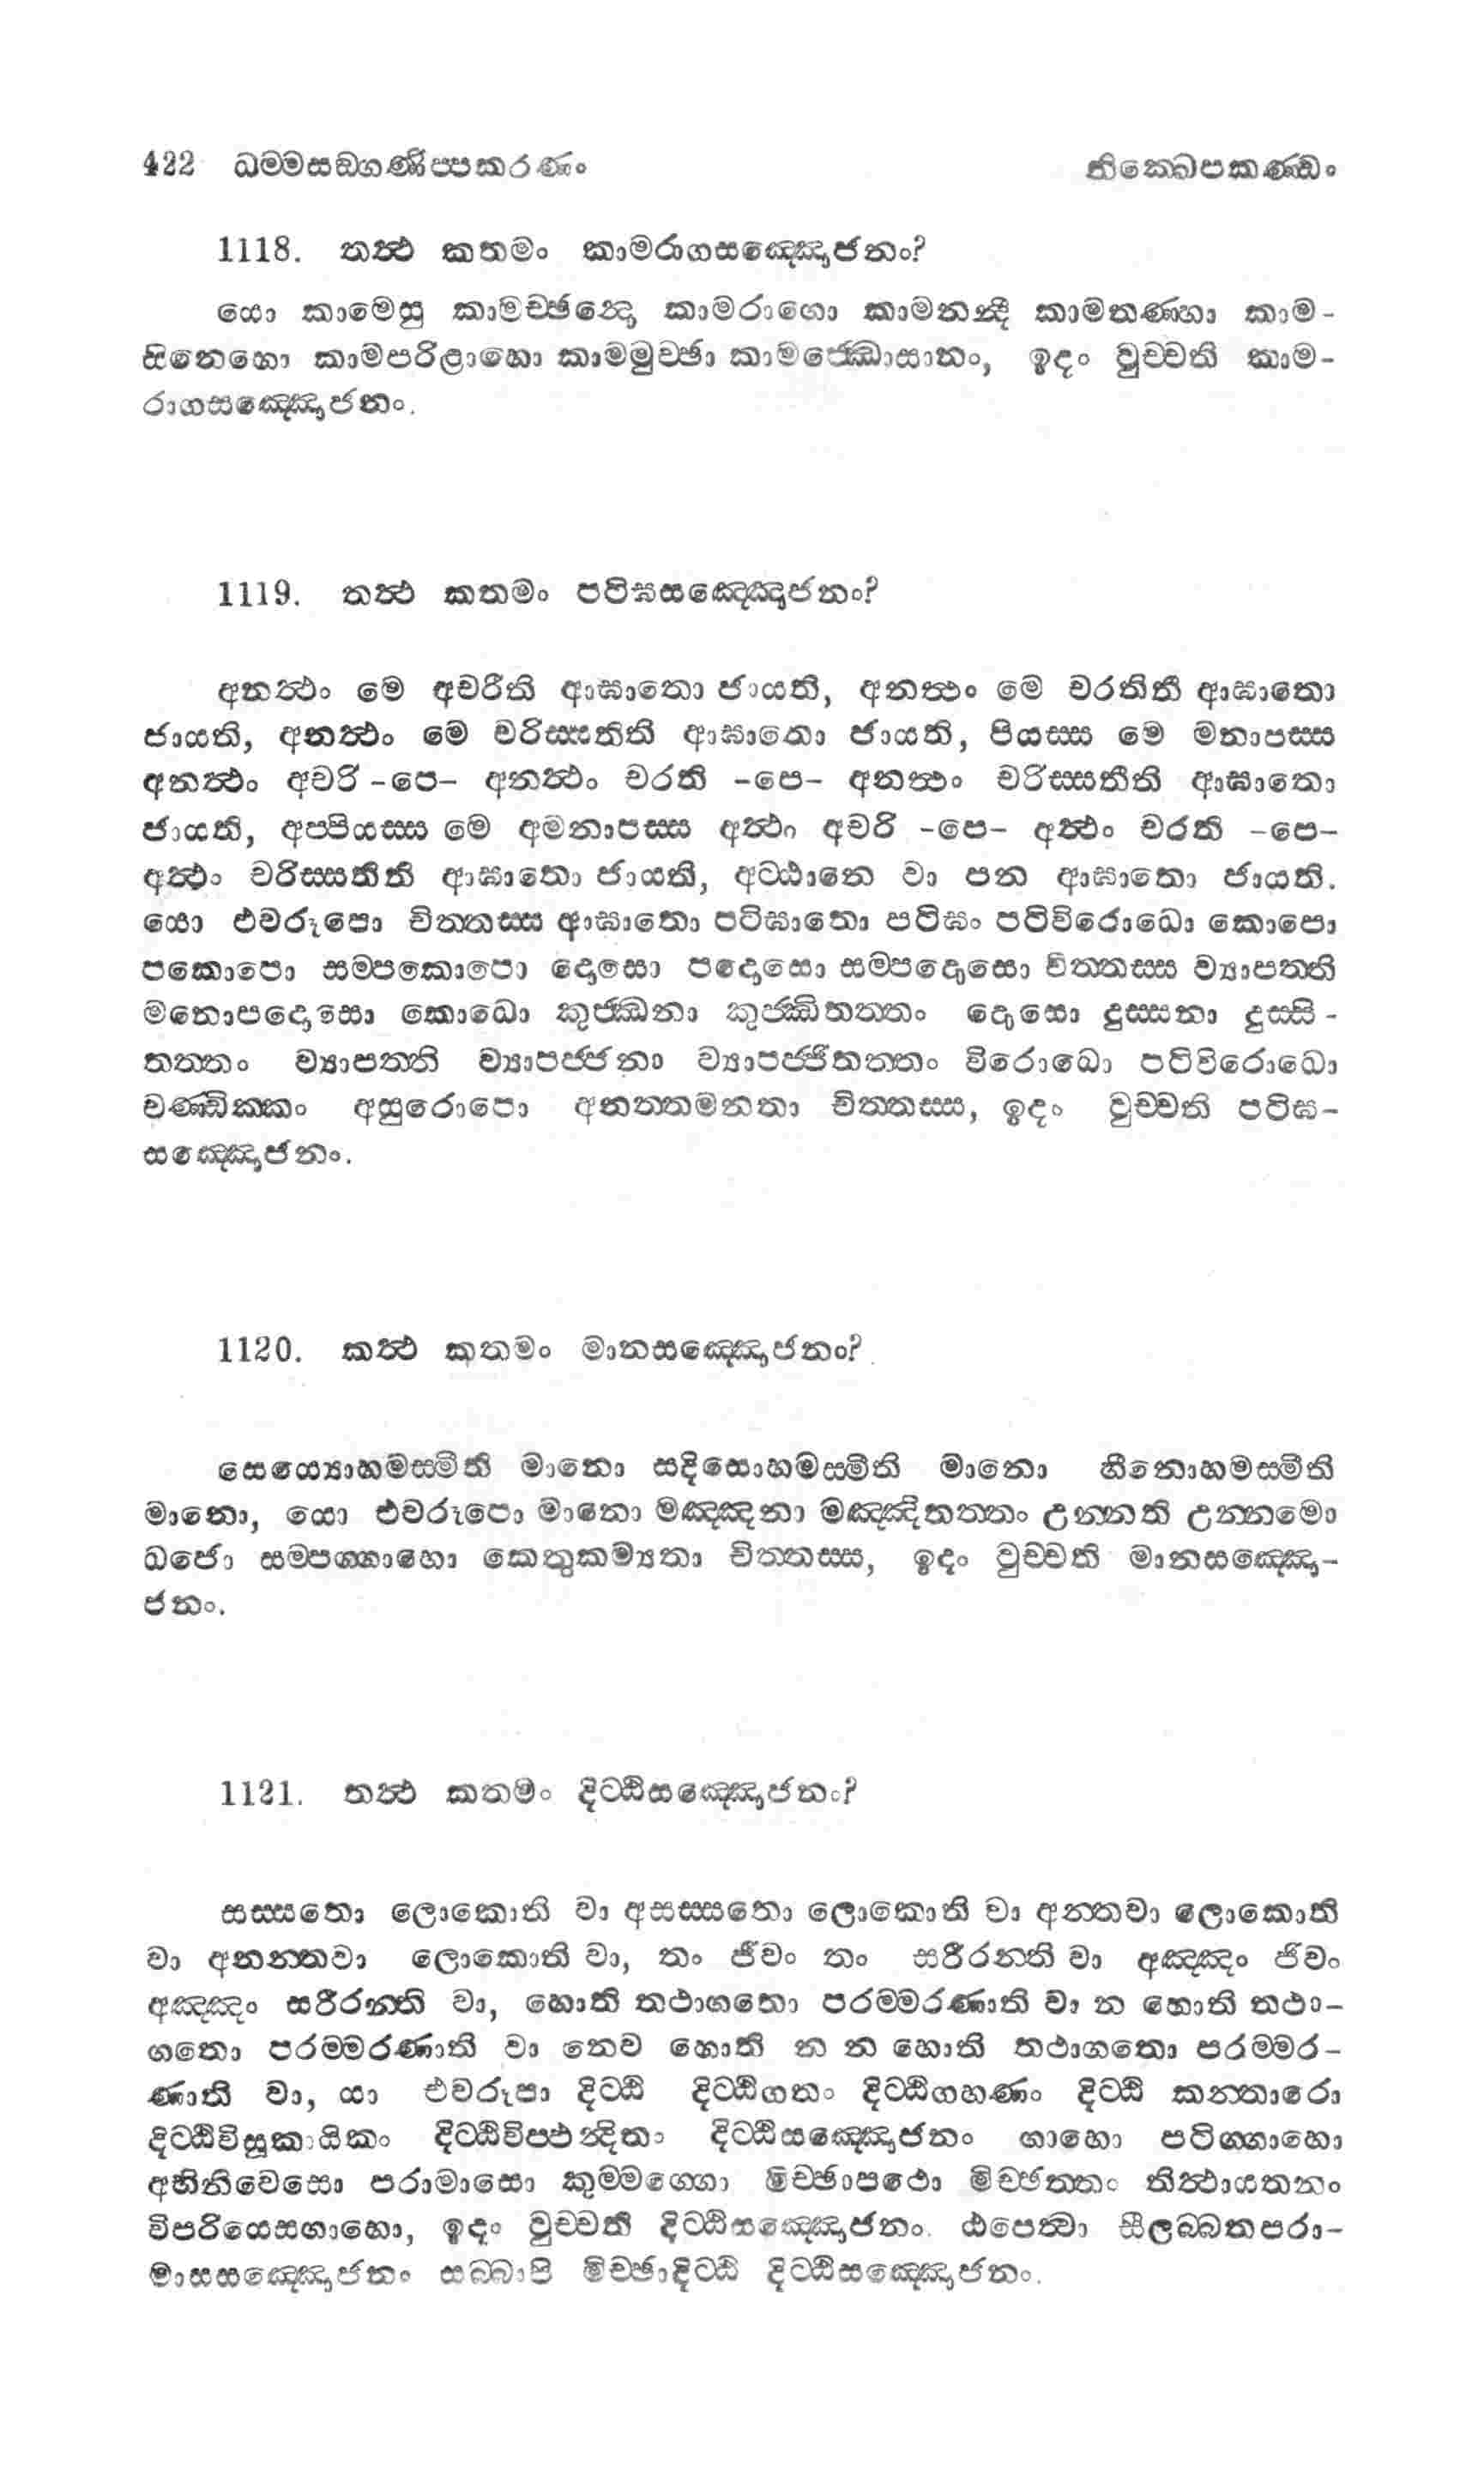 422 ධම්මසඞ්ගණිප්පකරණං නික්ඛෙපකණ්ඩං
1118. තත්ථ කතමං කාමරාගසඤ්ඤොජනං?
යො කාමෙසු කාමච්ඡන්දො කාමරාගො කාමනන්දී කාමතණ්හා කාම-
සිනෙහො කාමපරිළාහො කාමමුච්ඡා කාමජ්ඣොසානං, ඉදං වුච්චති කාම-
රාගසඤ්ඤොජනං.
1119. තත්ථ කතමං පටිඝසඤ්ඤොජනං?
අනත්ථං මෙ අචරීති ආඝාතො ජායති, අනත්ථං මෙ චරතිතී ආඝාතො
ජායති, අනත්ථං මෙ චරිස්සතිති ආඝාතො ජායති, පියස්ස මෙ මනාපස්ස
අනත්ථං අචරි -පෙ- අනත්ථං චරති -පෙ- අනත්ථං චරිස්සතීති ආඝාතො
ජායති, අප්පියස්ස මෙ අමනාපස්ස අත්ථං අචරි -පෙ- අත්ථං චරති -පෙ-
අත්ථං චරිස්සතිති ආඝාතො ජායති, අට්ඨානෙ වා පන ආඝාතො ජායති.
යො එවරූපො චිත්තස්ස ආඝාතො පටිඝාතො පටිඝං පටිවිරොධො කොපො
පකොපො සම්පකොපො දොසො පදොසො සම්පදොසො චිත්තස්ස ව්‍යාපත්ති
මනොපදොසො කොධො කුජ්ඣනා කුජ්ඣිතත්තං දොසො දුස්සනා දුස්සි-
තත්තං ව්‍යාපත්ති ව්‍යාපජ්ජනා ව්‍යාපජ්ජිතත්තං විරොධො පටිවිරොධො
චණ්ඩික්කං අසුරොපො අනත්තමනතා චිත්තස්ස, ඉදං වුච්චති පටිඝ-
සඤ්ඤොජනං.
1120. කත්ථ කතමං මානසඤ්ඤොජනං?
සෙය්‍යොහමස්මීති මානො සදිසොහමස්මීති මානො හීනොහමස්මීති
මානො, යො එවරූපො මානො මඤ්ඤනා මඤ්ඤිතත්තං උන්නති උන්නමො
ධජො සම්පග්ගාහො කෙතුකම්‍යතා චිත්තස්ස, ඉදං වුච්චති මානසඤ්ඤො-
ජනං.
1121. තත්ථ කතමං දිට්ඨිසඤ්ඤොජනං?
සස්සතො ලොකොති වා අසස්සතො ලොකොති වා අන්තවා ලොකොති
වා අනන්තවා ලොකොති වා, තං ජීවං තං සරීරන්ති වා අඤ්ඤං ජිවං
අඤ්ඤං සරීරන්ති වා, හොති තථාගතො පරම්මරණාති වා න හොති තථා-
ගතො පරම්මරණාති වා නෙව හොති න න හොති තථාගතො පරම්මර-
ණාති වා, යා එවරූපා දිට්ඨි දිට්ඨිගතං දිට්ඨිගහණං දිට්ඨි කන්තාරො
දිට්ඨිවිසූකායිකං දිට්ඨිවිප්ඵන්දිතං දිට්ඨිසඤ්ඤොජනං ගාහො පටිග්ගාහො
අභිනිවෙසො පරාමාසො කුම්මග්ගො මිච්ඡාපථො මිච්ඡත්තං තිත්ථායතනං
විපරියෙසගාහො, ඉදං වුච්චති දිට්ඨිසඤ්ඤොජනං. ඨපෙත්වා සීලබ්බතපරා-
මාසසඤ්ඤොජනං සබ්බාපි මිච්ඡාදිට්ඨි දිට්ඨිසඤ්ඤොජනං.